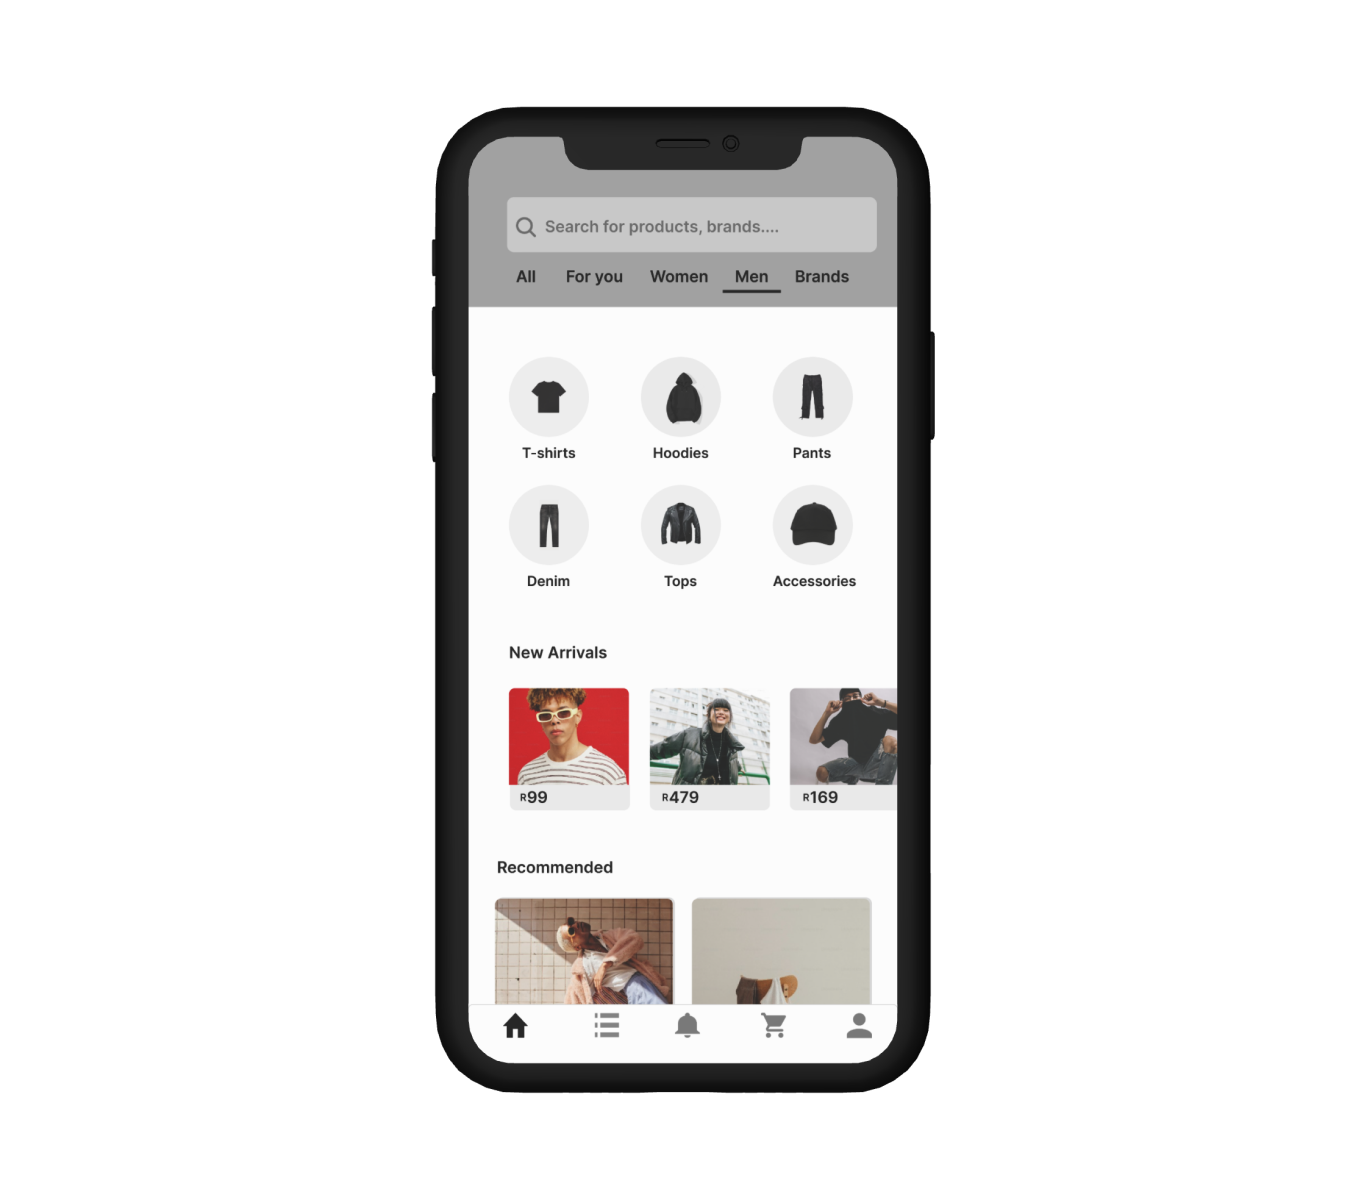 Search for products, brands....
All For you Women Men Brands
T-shirts Hoodies Pants
Denim Tops Accessories
New Arrivals
R99 R479 R169
Recommended